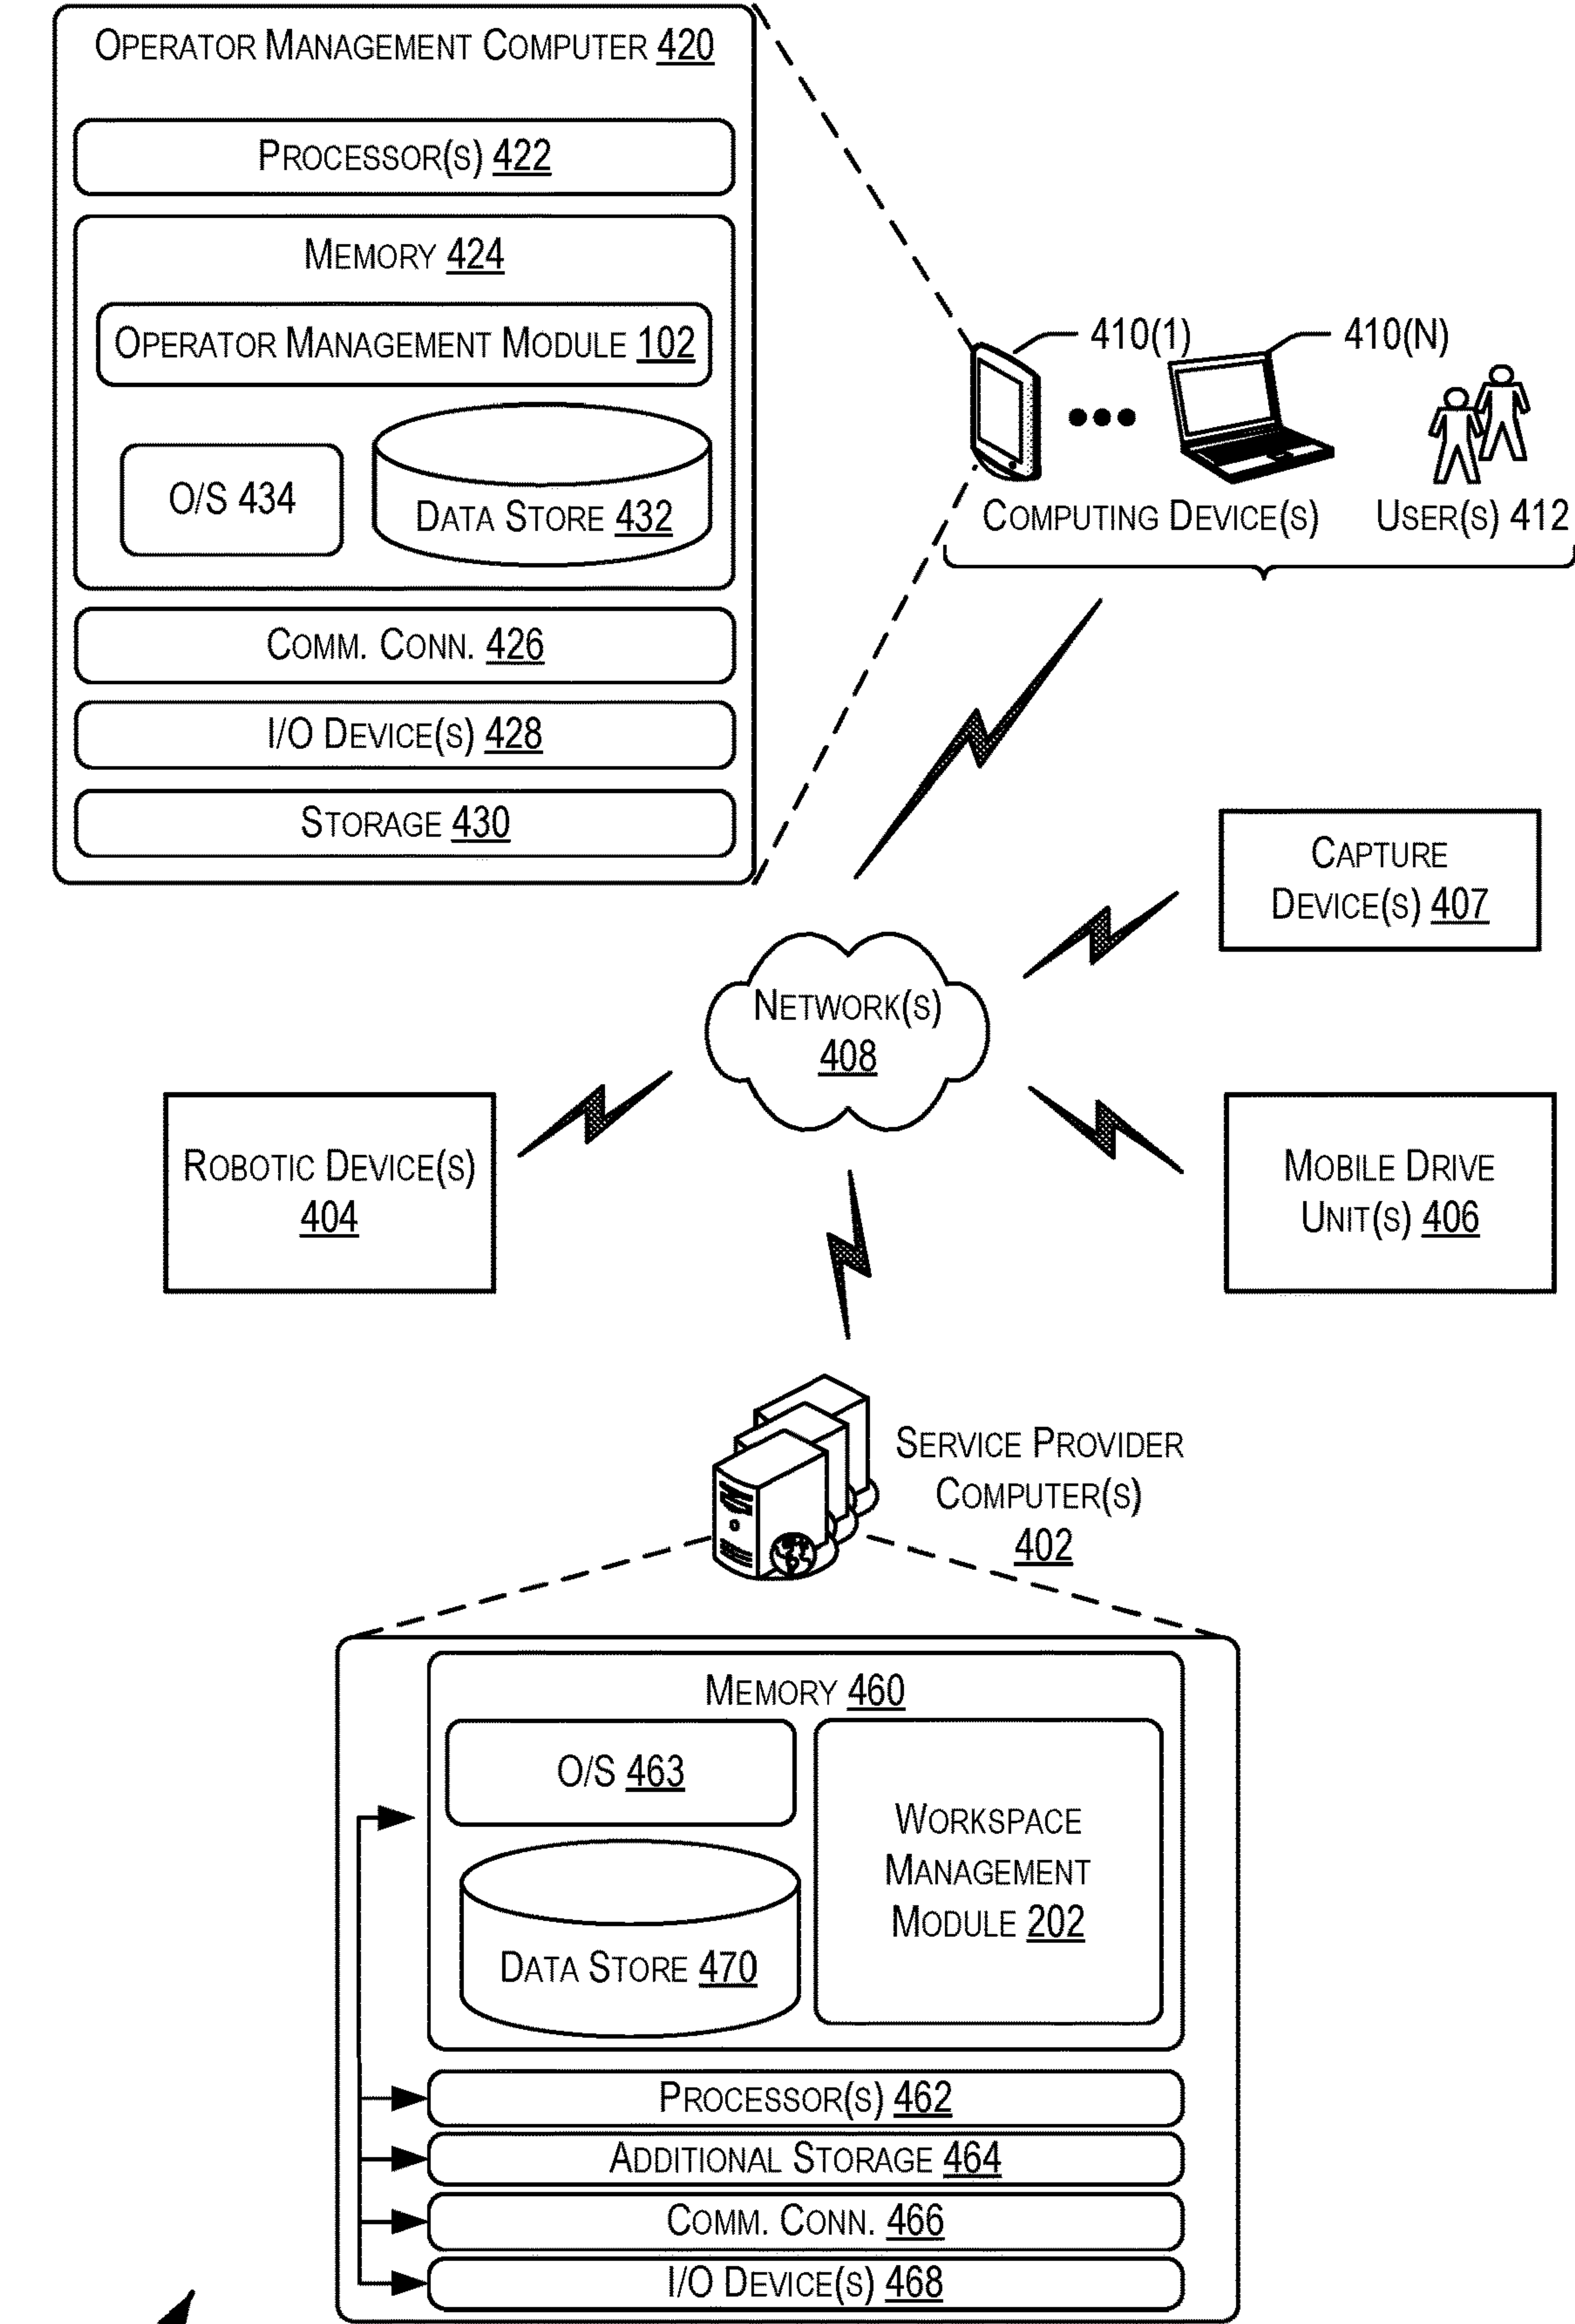 OPERATOR MANAGEMENT COMPUTER 420
PROCESSOR(S) 422
MEMORY 424
OPERATOR MANAGEMENT MODULE 102
O/S 434
DATA STORE 432
COMM. CONN. 426
I/O DEVICE(S) 428
STORAGE 430
410(1)
410(N)
COMPUTING DEVICE(S)
USER(S) 412
CAPTURE
DEVICE(S) 407
NETWORK(S)
408
ROBOTIC DEVICE(S)
404
MOBILE DRIVE
UNIT(S) 406
SERVICE PROVIDER
COMPUTER(S)
402
MEMORY 460
O/S 463
DATA STORE 470
WORKSPACE
MANAGEMENT
MODULE 202
PROCESSOR(S) 462
ADDITIONAL STORAGE 464
COMM. CONN. 466
I/O DEVICE(S) 468